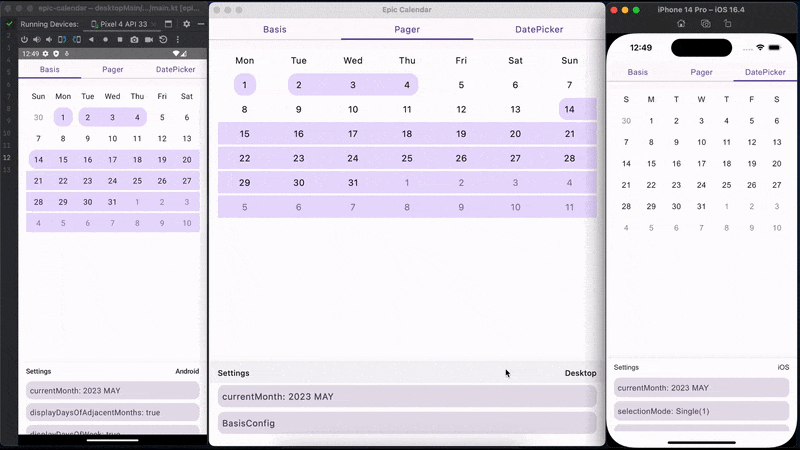 epic-calendar – desktopMain/.../main.kt [epi...
Running Devices:
Pixel 4 API 33
12:49
Basis
Pager
DatePicker
Sun Mon Tue Wed Thu Fri Sat
30 1 2 3 4 5 6
7 8 9 10 11 12 13
14 15 16 17 18 19 20
21 22 23 24 25 26 27
28 29 30 31 1 2 3
4 5 6 7 8 9 10
Settings
Android
currentMonth: 2023 MAY
displayDaysOfAdjacentMonths: true
displayDaysOfWeek: true
12
Epic Calendar
Basis
Pager
DatePicker
Mon Tue Wed Thu Fri Sat Sun
1 2 3 4 5 6 7
8 9 10 11 12 13 14
15 16 17 18 19 20 21
22 23 24 25 26 27 28
29 30 31 1 2 3 4
5 6 7 8 9 10 11
Settings
Desktop
currentMonth: 2023 MAY
BasisConfig
iPhone 14 Pro – iOS 16.4
12:49
Basis
Pager
DatePicker
S M T W T F S
30 1 2 3 4 5 6
7 8 9 10 11 12 13
14 15 16 17 18 19 20
21 22 23 24 25 26 27
28 29 30 31 1 2 3
4 5 6 7 8 9 10
Settings
iOS
currentMonth: 2023 MAY
selectionMode: Single(1)